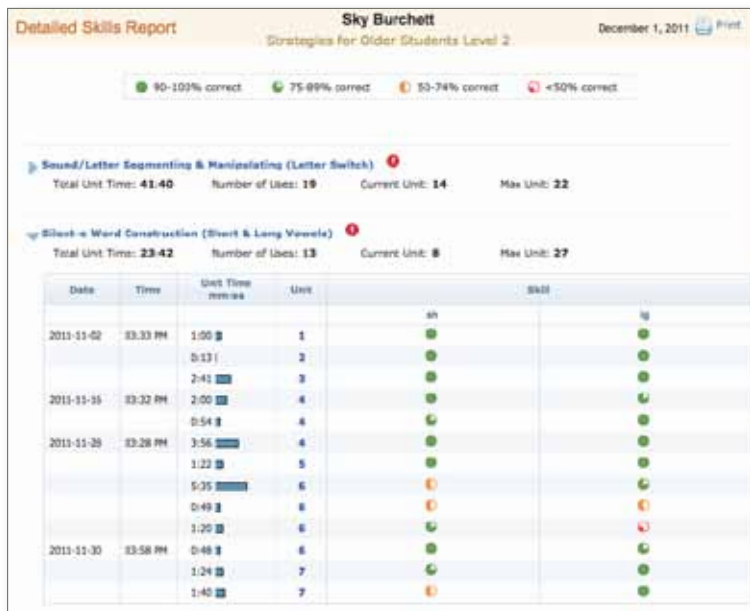 Detailed Skills Report
Sky Burchett
Strategies for Older Students Level 2
December 1, 2011 Print
90-100% correct 75-89% correct 50-74% correct <50% correct
Sound/Letter Segmenting & Manipulating (Letter Switch)
Total Unit Time: 41:40 Number of Uses: 19 Current Unit: 14 Max Unit: 22
Silent-e Word Construction (Short & Long Vowels)
Total Unit Time: 23:42 Number of Uses: 13 Current Unit: 8 Max Unit: 27
Date Time Unit Time mm:ss Unit Skill
sh ig
2011-11-02 03:33 PM 1:00 1
0:13 2
2:41 3
03:32 PM 2:00 4
0:54 4
03:28 PM 3:56 4
1:22 5
5:35 6
0:49 6
1:20 6
2011-11-30 03:58 PM 0:48 6
1:24 7
1:40 7